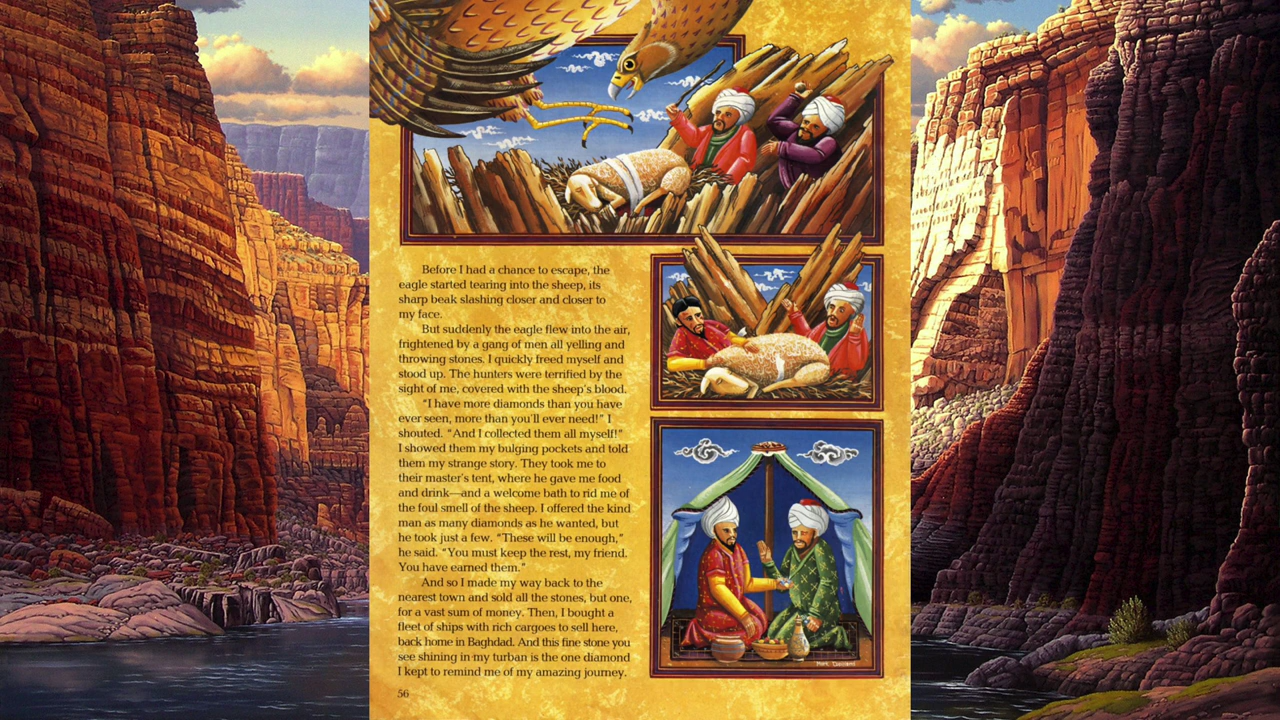 Before I had a chance to escape, the
eagle started tearing into the sheep, its
sharp beak slashing closer and closer to
my face.
But suddenly the eagle flew into the air,
frightened by a gang of men all yelling and
throwing stones. I quickly freed myself and
stood up. The hunters were terrified by the
sight of me, covered with the sheep's blood.
“I have more diamonds than you have
ever seen, more than you'll ever need!” I
shouted. “And I collected them all myself!”
I showed them my bulging pockets and told
them my strange story. They took me to
their master's tent, where he gave me food
and drink—and a welcome bath to rid me of
the foul smell of the sheep. I offered the kind
man as many diamonds as he wanted, but
he took just a few. “These will be enough,”
he said. “You must keep the rest, my friend.
You have earned them.”
And so I made my way back to the
nearest town and sold all the stones, but one,
for a vast sum of money. Then, I bought a
fleet of ships with rich cargoes to sell here,
back home in Baghdad. And this fine stone you
see shining in my turban is the one diamond
I kept to remind me of my amazing journey.
56